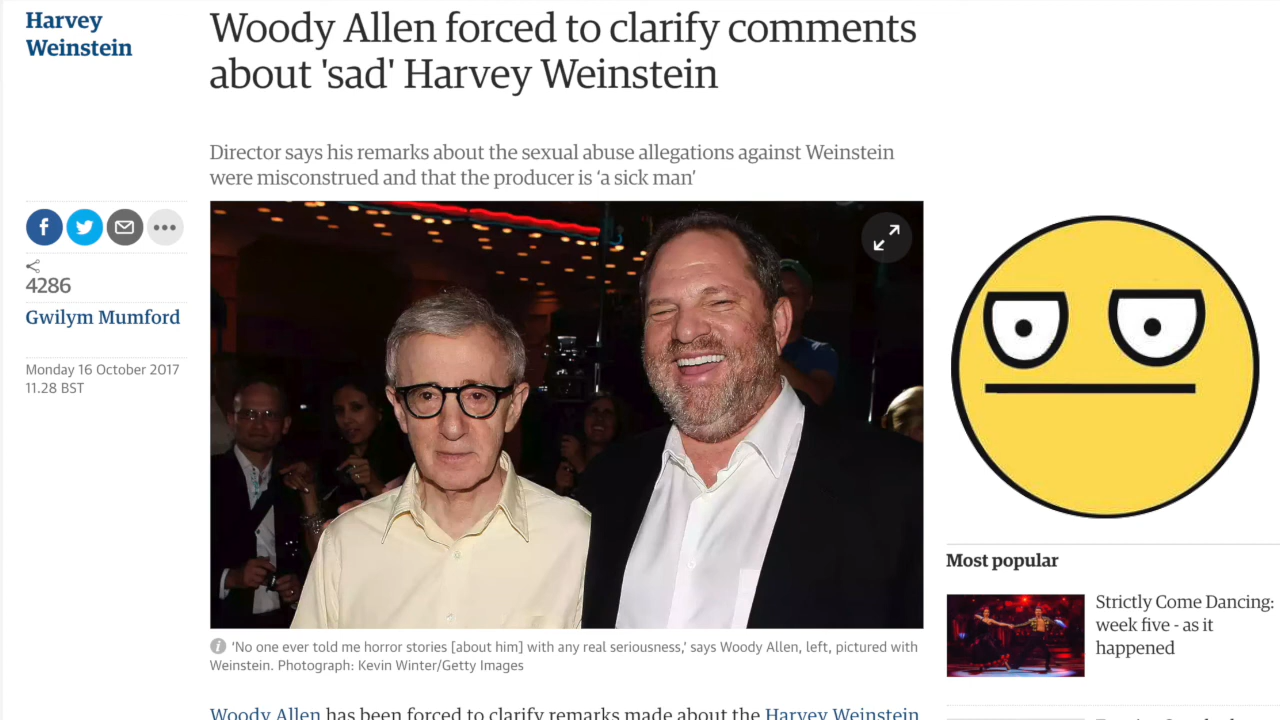 Harvey
Weinstein
Woody Allen forced to clarify comments
about 'sad' Harvey Weinstein
Director says his remarks about the sexual abuse allegations against Weinstein
were misconstrued and that the producer is ‘a sick man’
4286
Gwilym Mumford
Monday 16 October 2017
11.28 BST
‘No one ever told me horror stories [about him] with any real seriousness,’ says Woody Allen, left, pictured with
Weinstein. Photograph: Kevin Winter/Getty Images
Woody Allen has been forced to clarify remarks made about the Harvey Weinstein
Most popular
Strictly Come Dancing:
week five - as it
happened